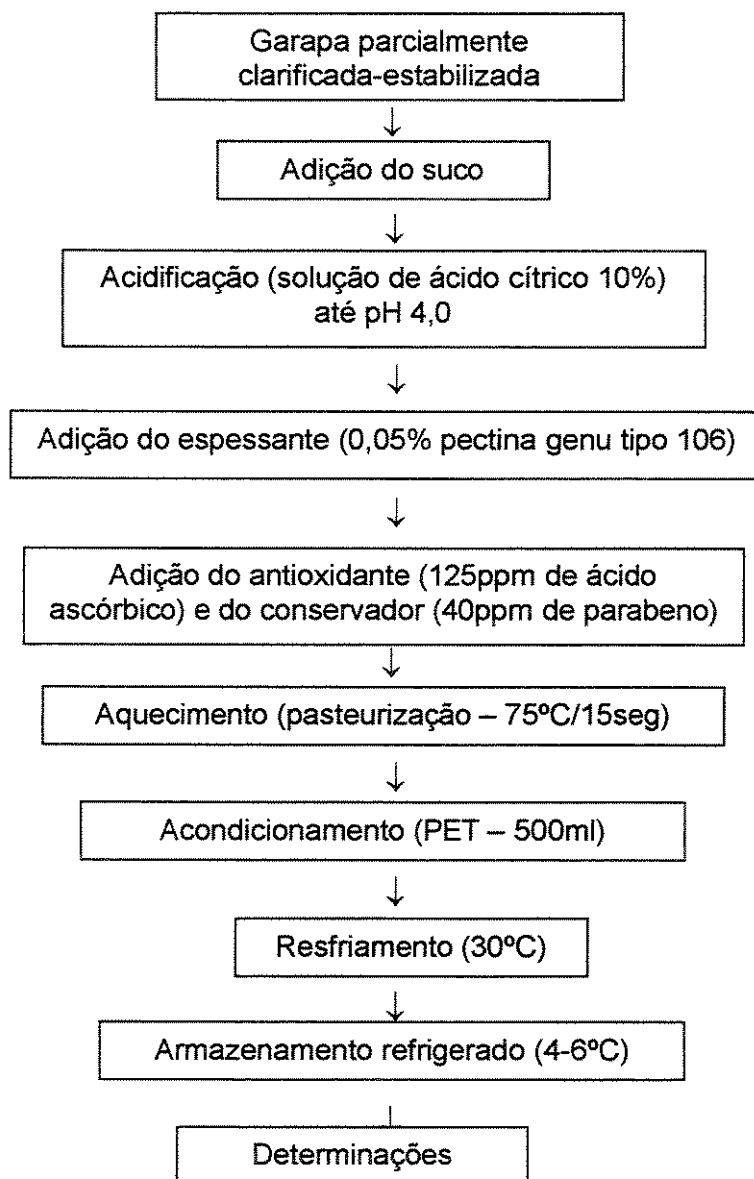 Garapa parcialmente
clarificada-estabilizada
Adição do suco
Acidificação (solução de ácido cítrico 10%)
até pH 4,0
Adição do espessante (0,05% pectina genu tipo 106)
Adição do antioxidante (125ppm de ácido
ascórbico) e do conservador (40ppm de parabeno)
Aquecimento (pasteurização – 75ºC/15seg)
Acondicionamento (PET – 500ml)
Resfriamento (30ºC)
Armazenamento refrigerado (4-6ºC)
Determinações